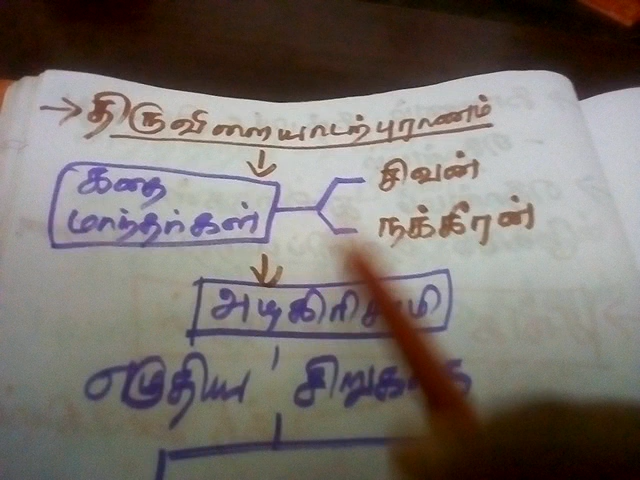 → திருவிளையாடற்புராணம்
கதை
மாந்தர்கள்
சிவன்
நக்கீரன்
அழகிரிசாமி
எழுதிய சிறுகதை